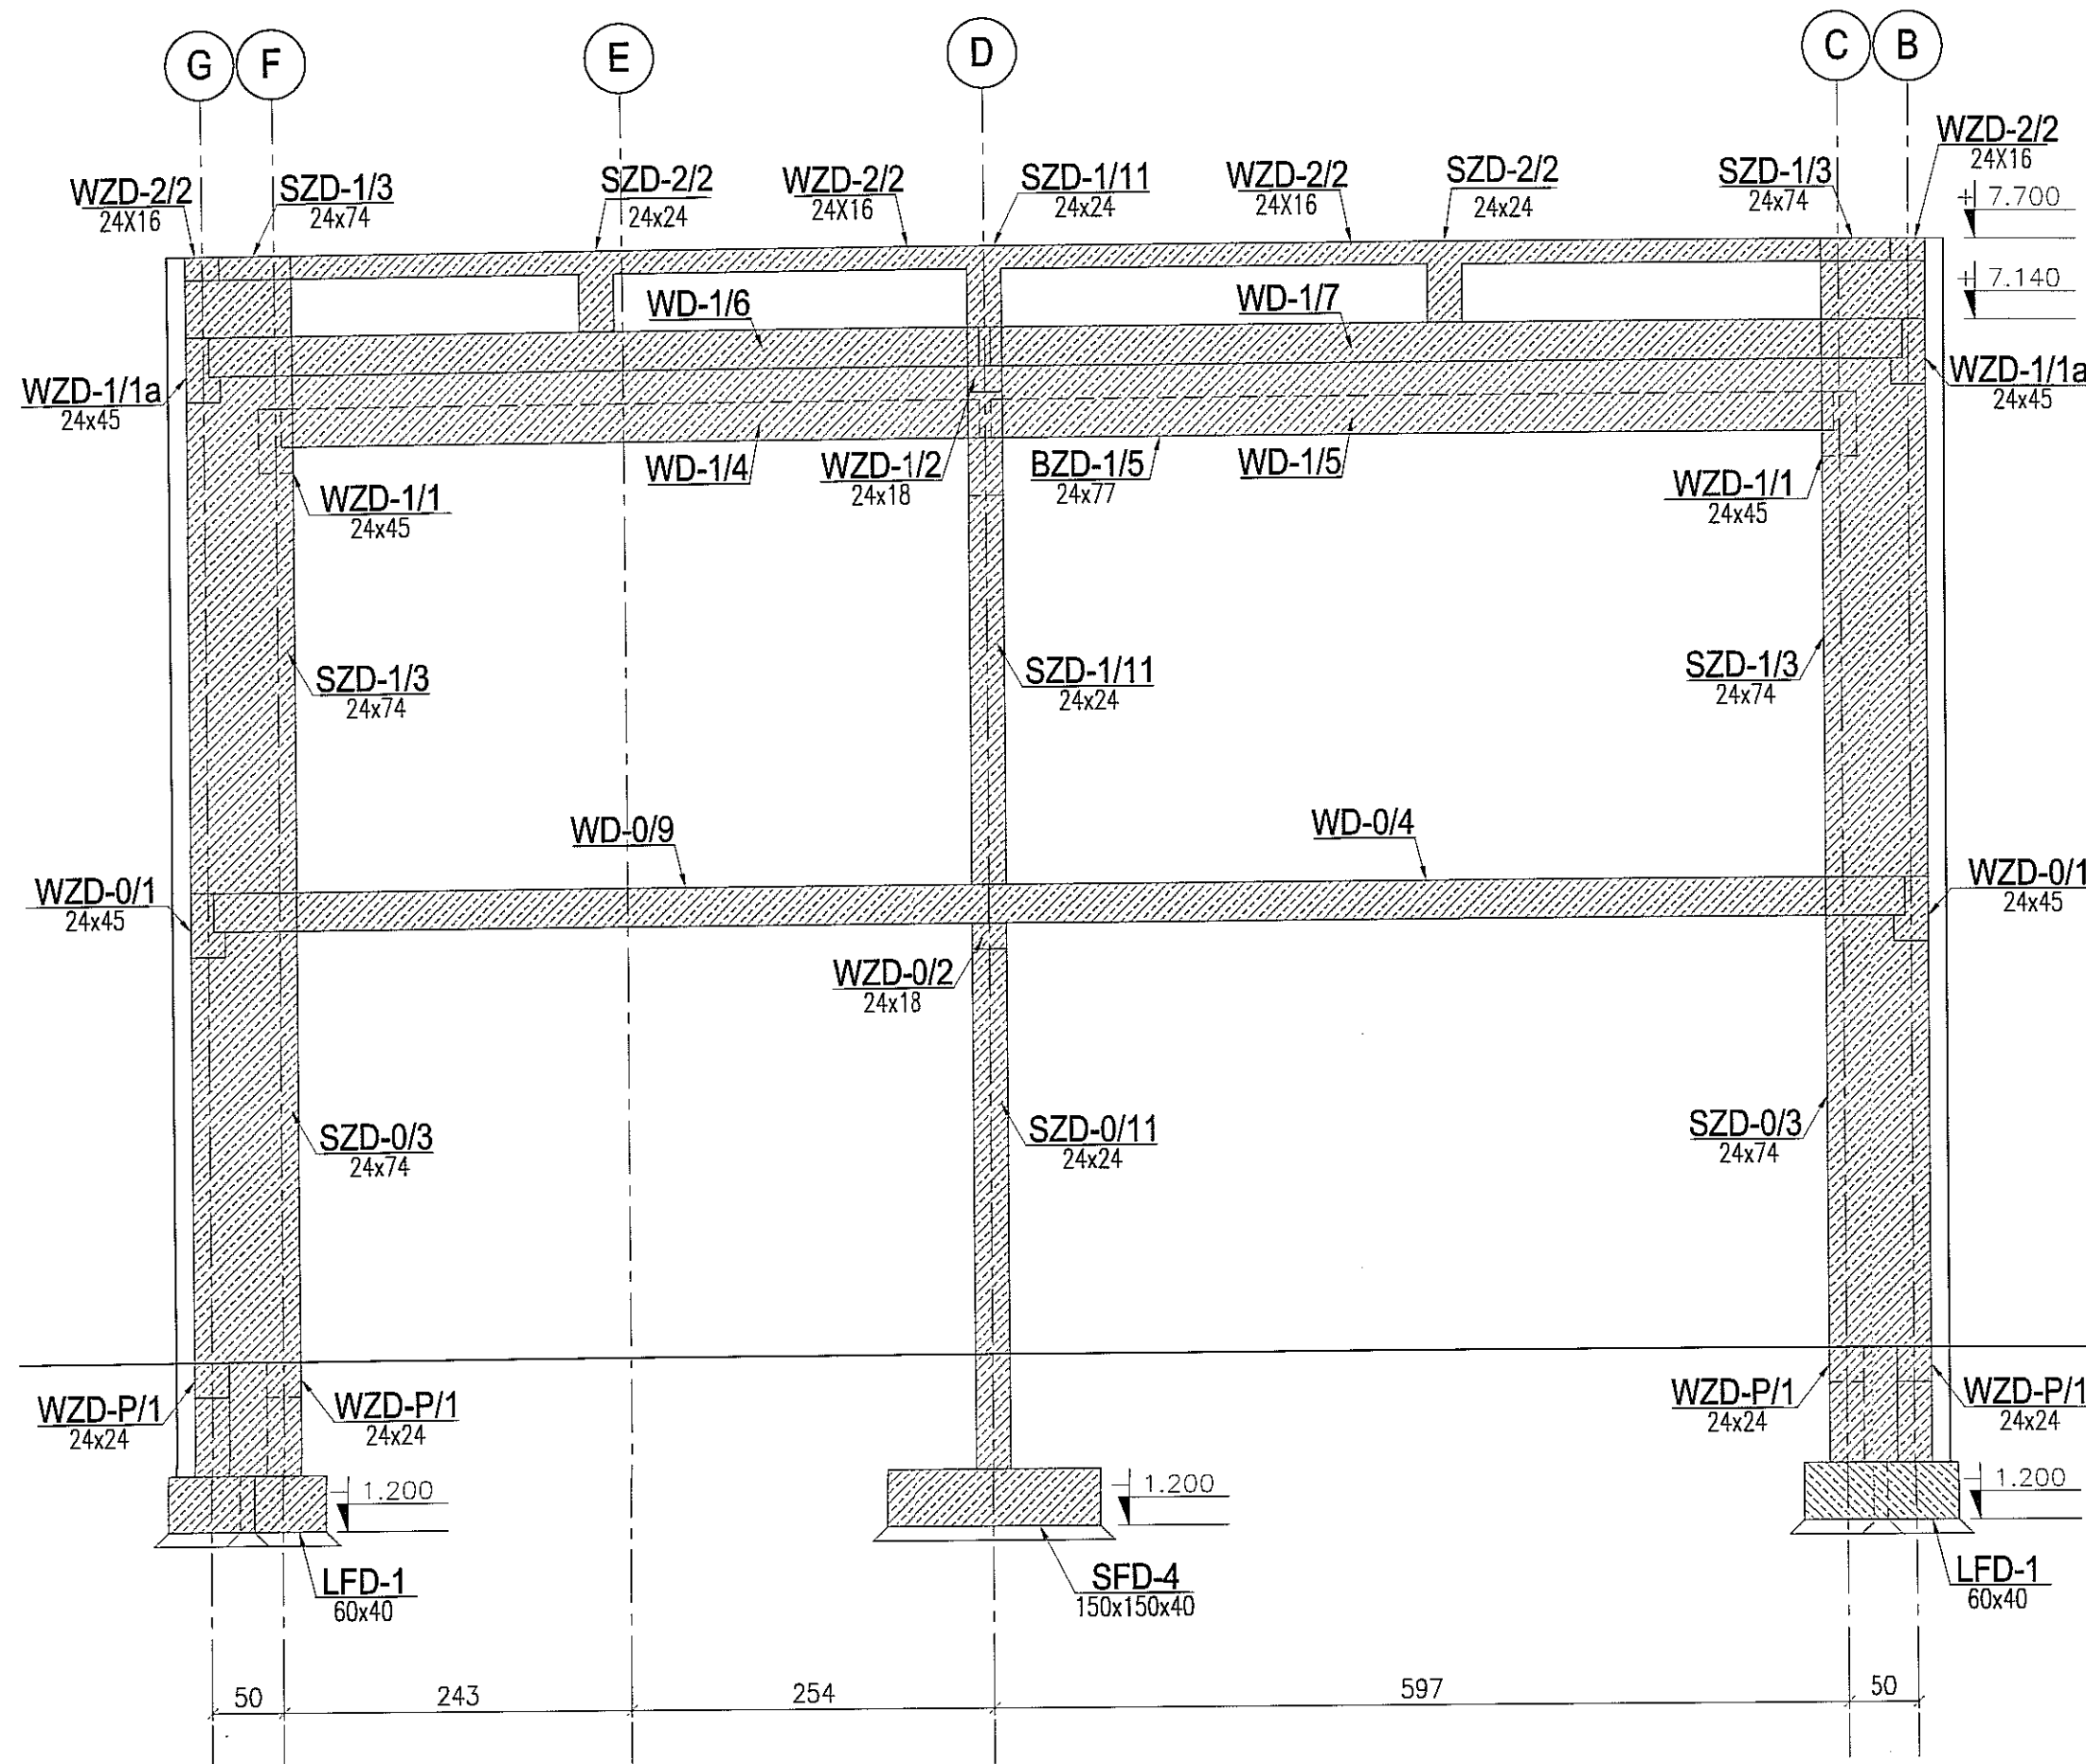 G F E D C B
WZD-2/2
24X16
SZD-1/3
24x74
SZD-2/2
24x24
WZD-2/2
24X16
SZD-1/11
24x24
WZD-2/2
24X16
SZD-2/2
24x24
SZD-1/3
24x74
WZD-2/2
24X16
+ 7.700
+ 7.140
WD-1/6
WD-1/7
WZD-1/1a
24x45
WZD-1/1
24x45
WD-1/4
WZD-1/2
24x18
BZD-1/5
24x77
WD-1/5
WZD-1/1
24x45
WZD-1/1a
24x45
SZD-1/3
24x74
SZD-1/11
24x24
SZD-1/3
24x74
WD-0/9
WD-0/4
WZD-0/1
24x45
WZD-0/2
24x18
WZD-0/1
24x45
SZD-0/3
24x74
SZD-0/11
24x24
SZD-0/3
24x74
WZD-P/1
24x24
WZD-P/1
24x24
WZD-P/1
24x24
WZD-P/1
24x24
- 1.200
- 1.200
- 1.200
LFD-1
60x40
SFD-4
150x150x40
LFD-1
60x40
50 243 254 597 50